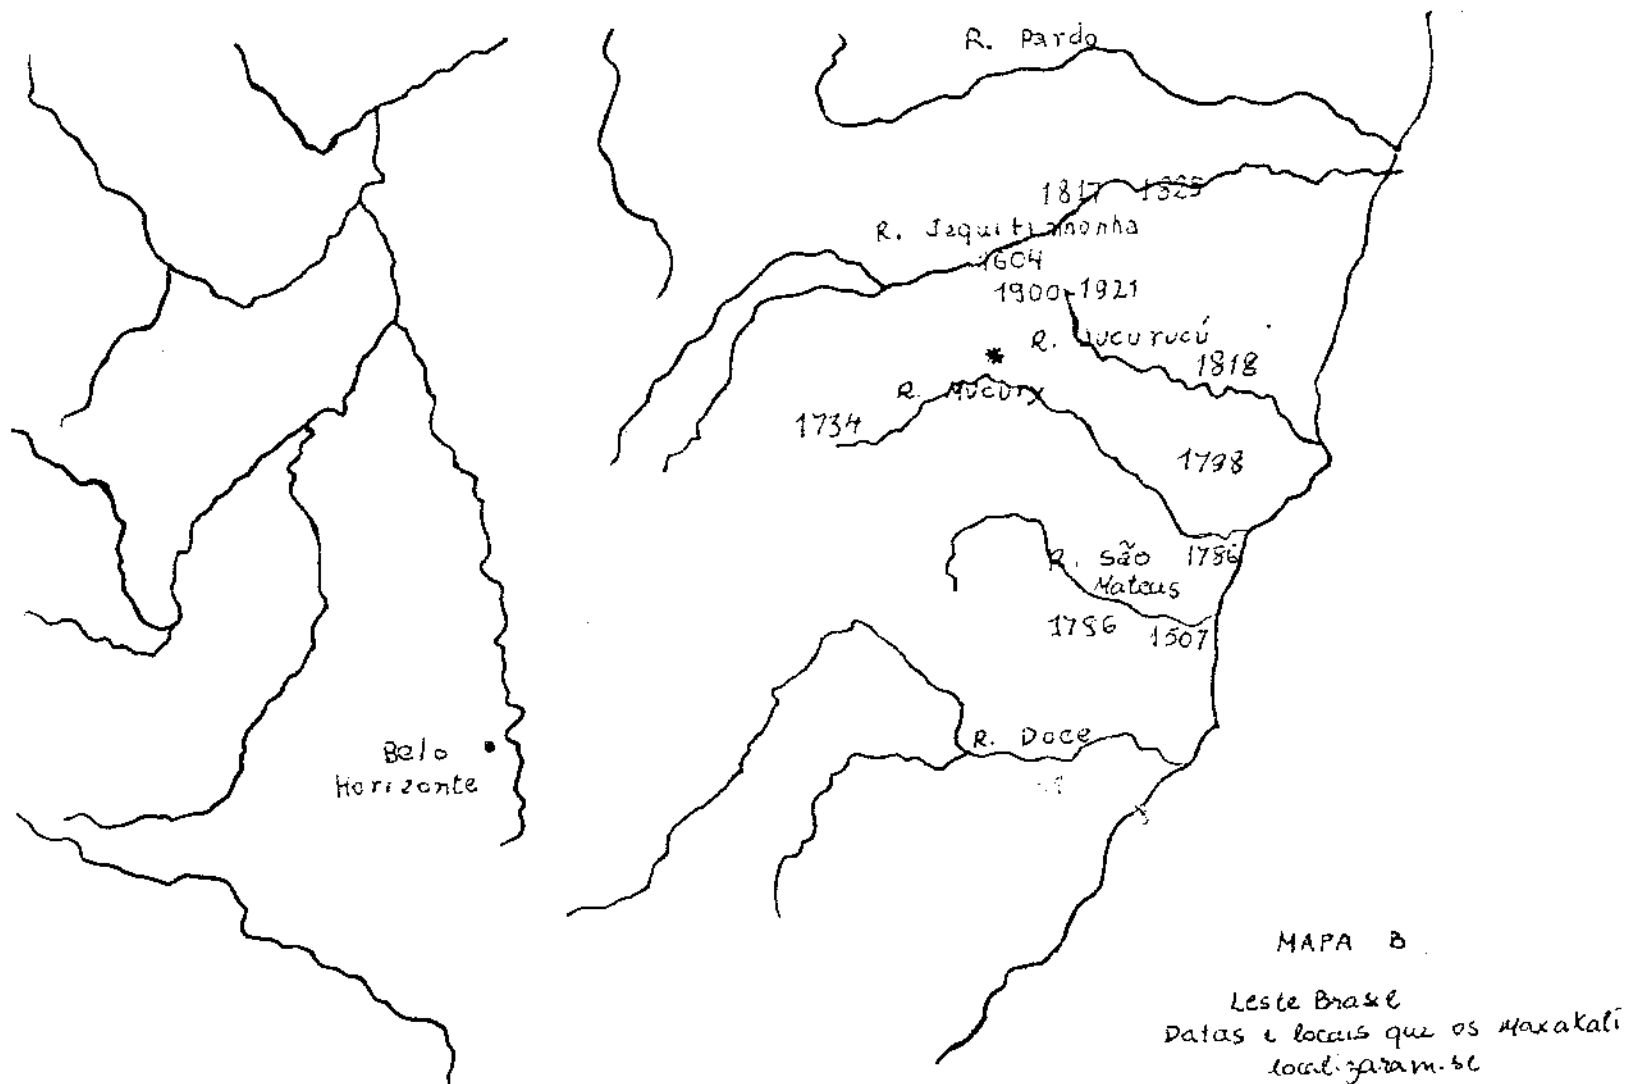 R. Pardo
1817 1825
R. Jequitinhonha
1604
1900-1921
R. Jucurucú
1818
R. Mucury
1734
1798
R. São
Mateus
1786
1786
1507
R. Doce
Belo
Horizonte
MAPA B
Leste Brasil
Datas e locais que os Maxakalí
localizaram-se